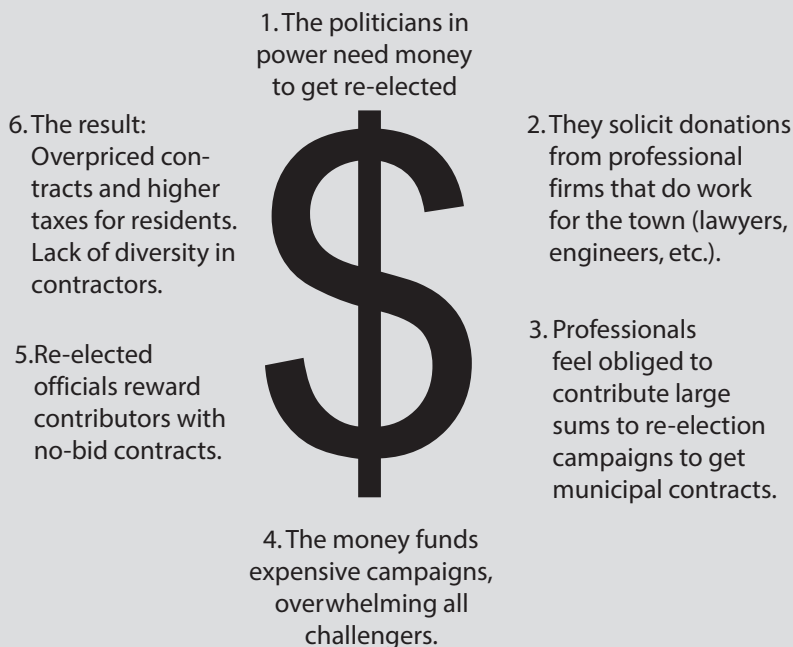 1. The politicians in
power need money
to get re-elected
2. They solicit donations
from professional
firms that do work
for the town (lawyers,
engineers, etc.).
3. Professionals
feel obliged to
contribute large
sums to re-election
campaigns to get
municipal contracts.
4. The money funds
expensive campaigns,
overwhelming all
challengers.
5.Re-elected
officials reward
contributors with
no-bid contracts.
6. The result:
Overpriced con-
tracts and higher
taxes for residents.
Lack of diversity in
contractors.
$